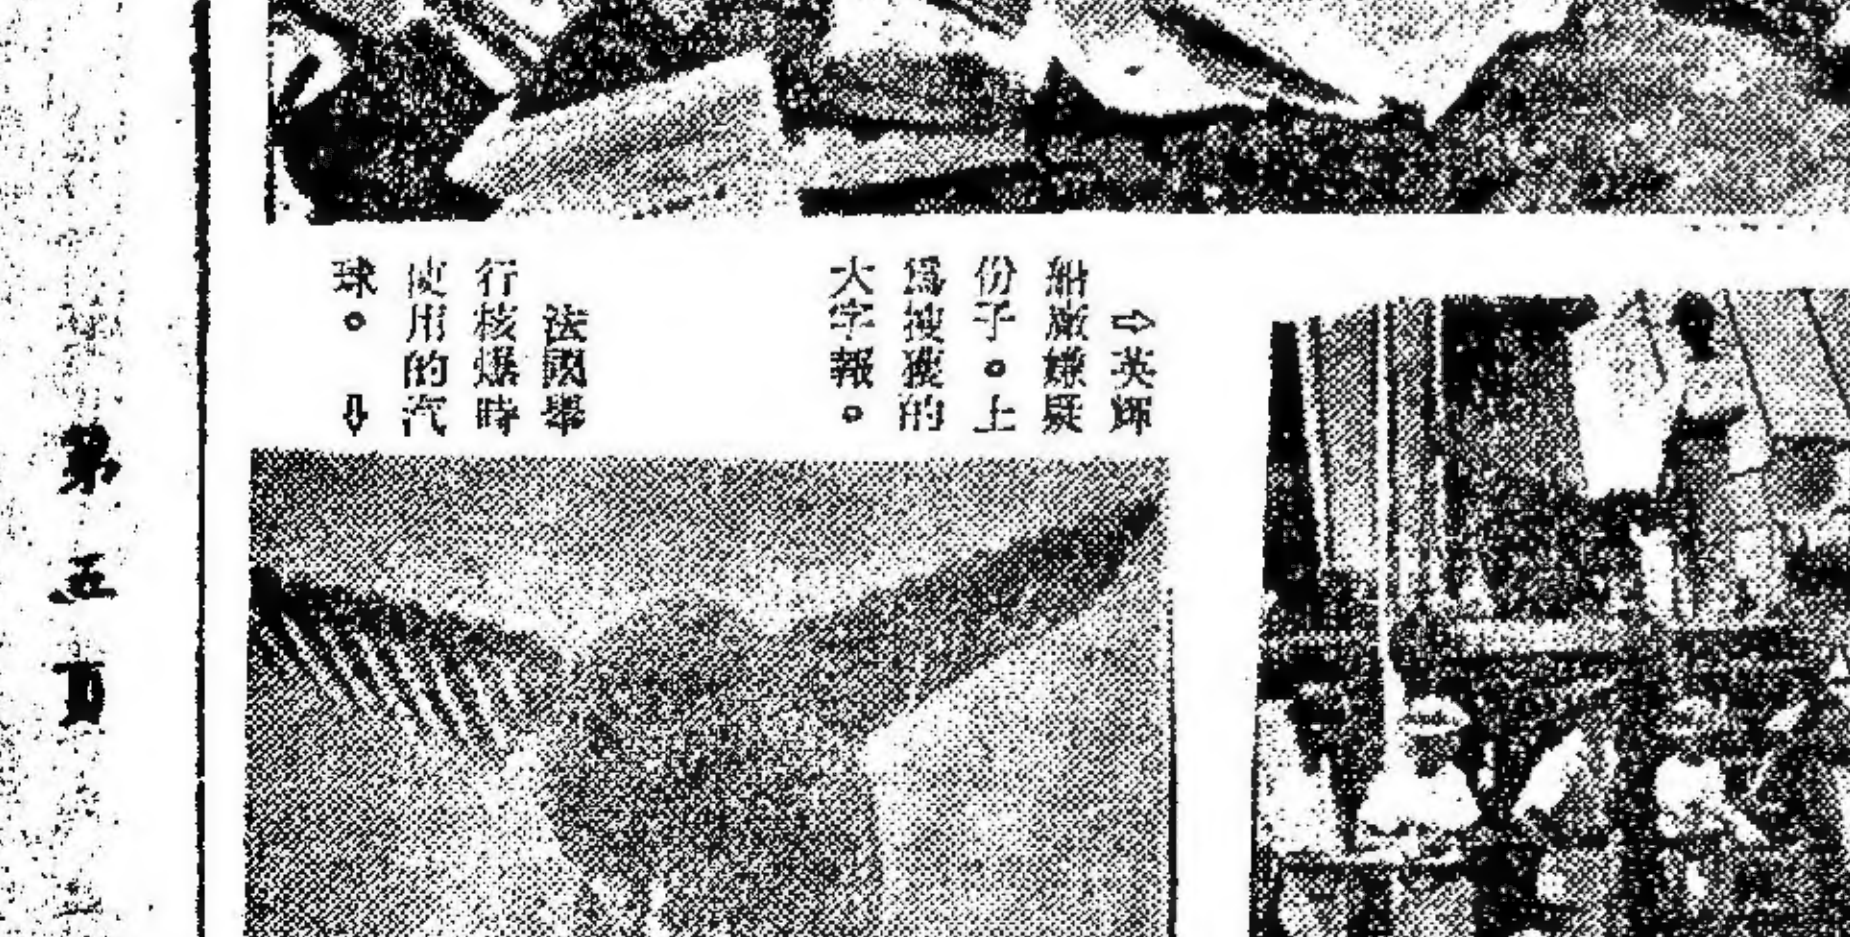 ⇨英輝
船廠嫌疑
份子。上
爲搜獲的
大字報。
法國舉
行核爆時
使用的汽
球。⇩
第五頁